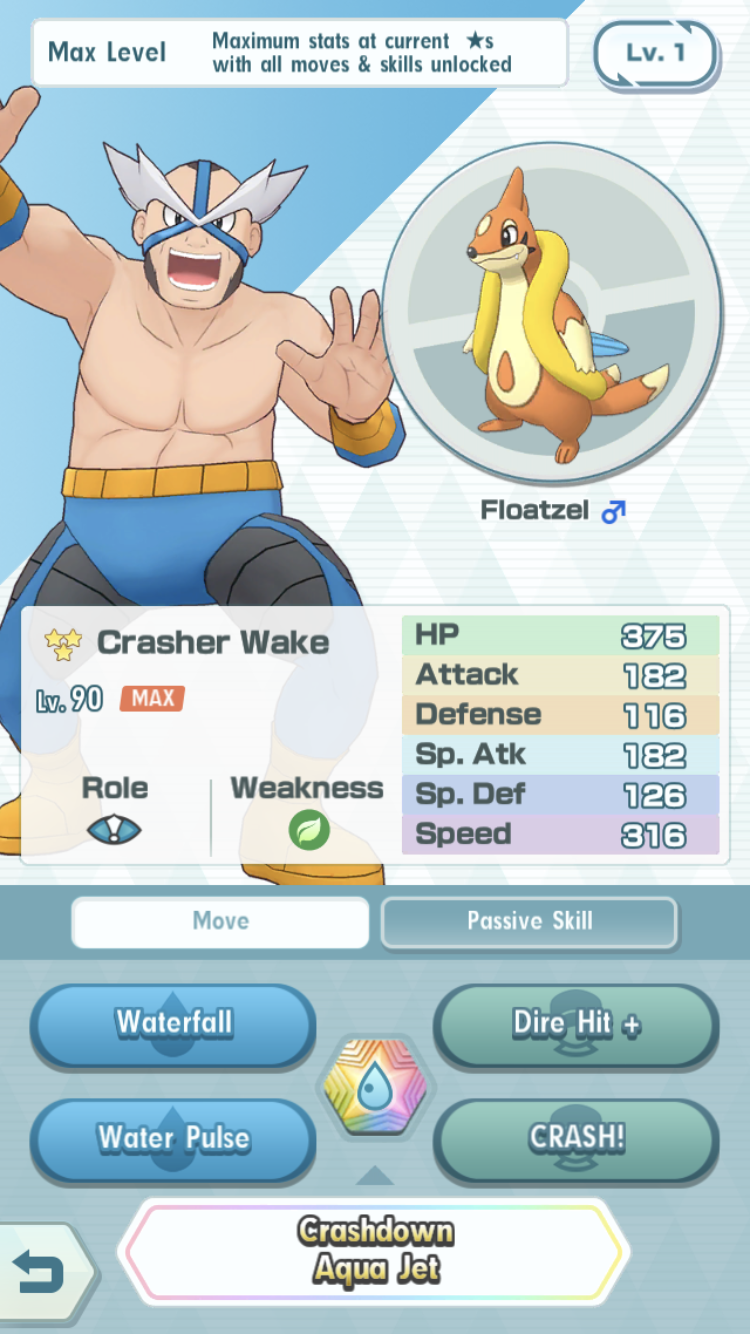 Max Level
Maximum stats at current ★s
with all moves & skills unlocked
Lv. 1
Floatzel ♂
Crasher Wake
Lv. 90 MAX
Role
Weakness
HP 375
Attack 182
Defense 116
Sp. Atk 182
Sp. Def 126
Speed 316
Move
Passive Skill
Waterfall
Dire Hit +
Water Pulse
CRASH!
Crashdown
Aqua Jet